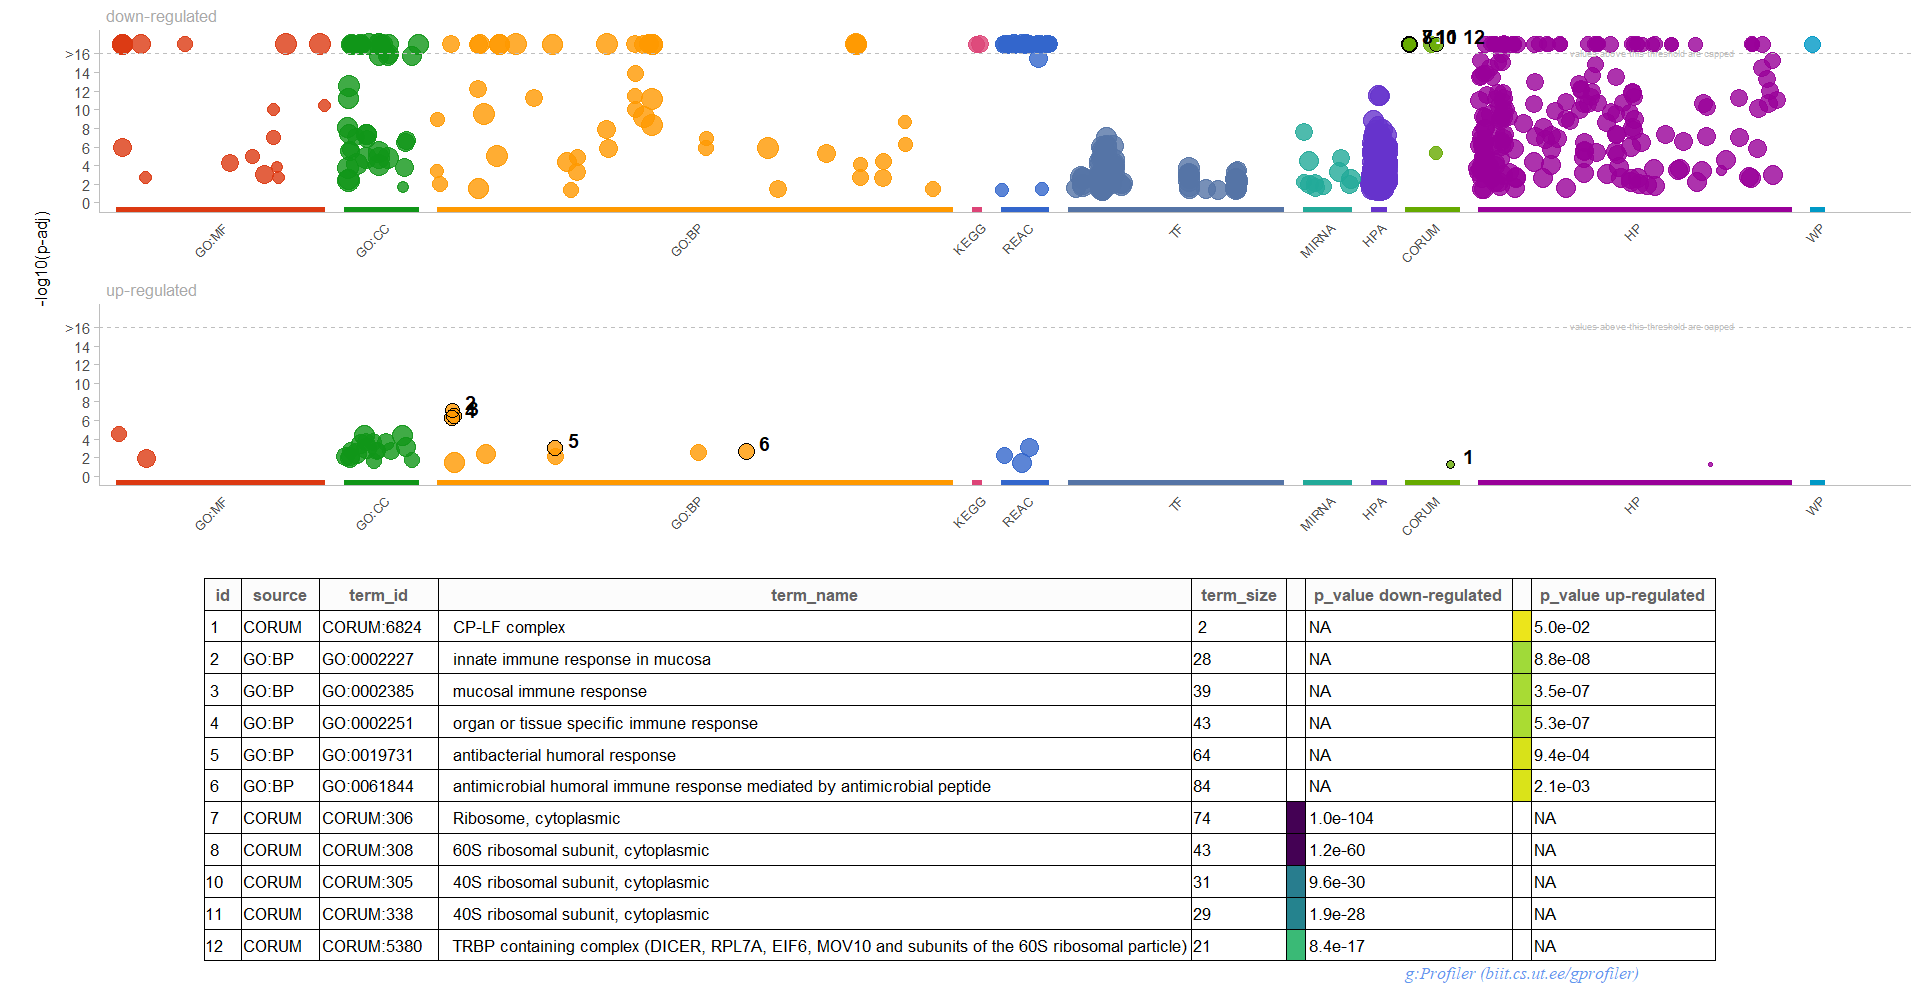 down-regulated
>16
14
12
10
8
6
4
2
0
values above this threshold are capped
12
GO:MF
GO:CC
GO:BP
KEGG
REAC
TF
MIRNA
HPA
CORUM
HP
WP
-log10(p-adj)
up-regulated
>16
14
12
10
8
6
4
2
0
values above this threshold are capped
2
5
6
1
GO:MF
GO:CC
GO:BP
KEGG
REAC
TF
MIRNA
HPA
CORUM
HP
WP
id source term_id term_name term_size p_value down-regulated p_value up-regulated
1 CORUM CORUM:6824 CP-LF complex 2 NA 5.0e-02
2 GO:BP GO:0002227 innate immune response in mucosa 28 NA 8.8e-08
3 GO:BP GO:0002385 mucosal immune response 39 NA 3.5e-07
4 GO:BP GO:0002251 organ or tissue specific immune response 43 NA 5.3e-07
5 GO:BP GO:0019731 antibacterial humoral response 64 NA 9.4e-04
6 GO:BP GO:0061844 antimicrobial humoral immune response mediated by antimicrobial peptide 84 NA 2.1e-03
7 CORUM CORUM:306 Ribosome, cytoplasmic 74 1.0e-104 NA
8 CORUM CORUM:308 60S ribosomal subunit, cytoplasmic 43 1.2e-60 NA
10 CORUM CORUM:305 40S ribosomal subunit, cytoplasmic 31 9.6e-30 NA
11 CORUM CORUM:338 40S ribosomal subunit, cytoplasmic 29 1.9e-28 NA
12 CORUM CORUM:5380 TRBP containing complex (DICER, RPL7A, EIF6, MOV10 and subunits of the 60S ribosomal particle) 21 8.4e-17 NA
g:Profiler (biit.cs.ut.ee/gprofiler)